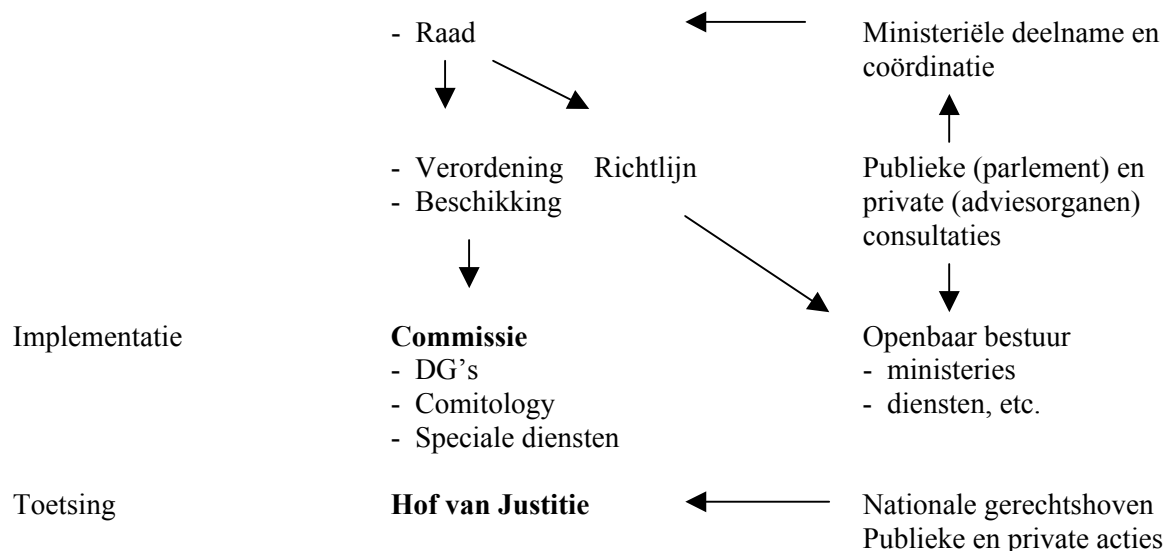 - Raad
Ministeriële deelname en
coördinatie
- Verordening Richtlijn
- Beschikking
Publieke (parlement) en
private (adviesorganen)
consultaties
Implementatie
Commissie
- DG’s
- Comitology
- Speciale diensten
Openbaar bestuur
- ministeries
- diensten, etc.
Toetsing
Hof van Justitie
Nationale gerechtshoven
Publieke en private acties